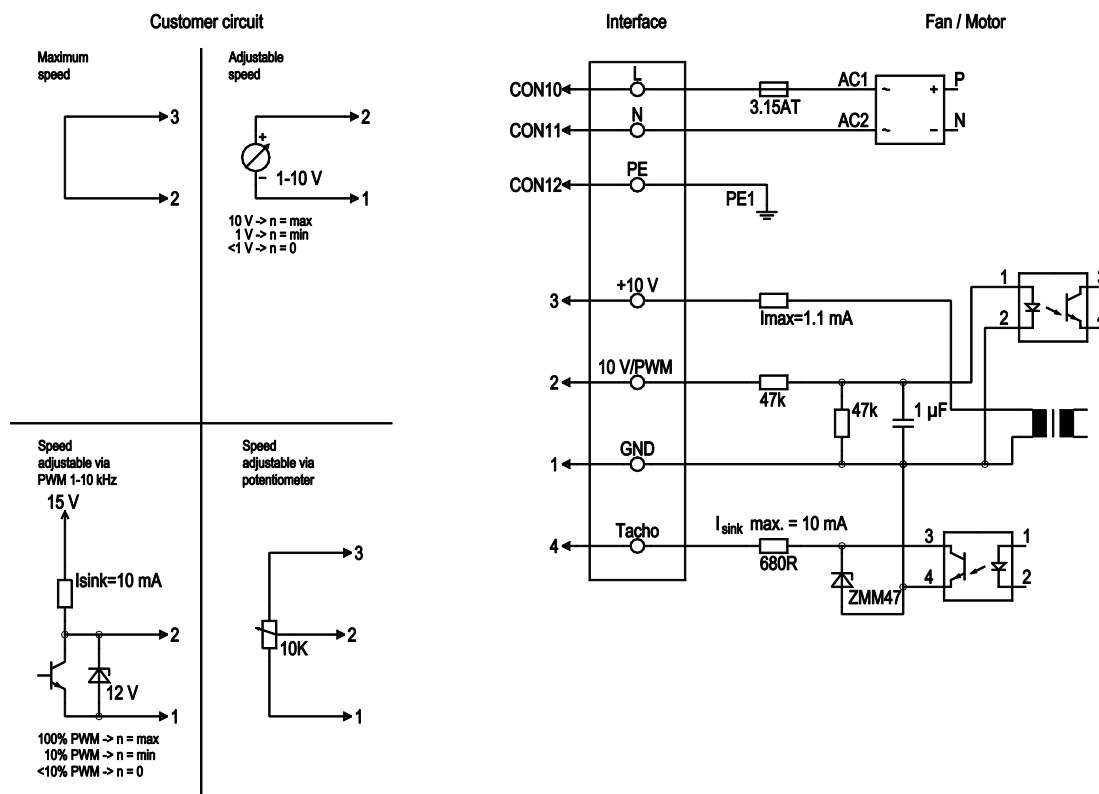 Customer circuit
Interface
Fan / Motor
Maximum
speed
3
2
Adjustable
speed
2
+
– 1-10 V
1
10 V -> n = max
1 V -> n = min
<1 V -> n = 0
Speed
adjustable via
PWM 1-10 kHz
15 V
Isink=10 mA
2
12 V
1
100% PWM -> n = max
10% PWM -> n = min
<10% PWM -> n = 0
Speed
adjustable via
potentiometer
3
2
10K
1
CON10
L
3.15AT
AC1
~
+
P
CON11
N
AC2
~
–
N
CON12
PE
PE1
3
+10 V
Imax=1.1 mA
1
2
3
4
2
10 V/PWM
47k
47k
1 µF
1
GND
4
Tacho
Isink max. = 10 mA
680R
ZMM47
3
4
1
2